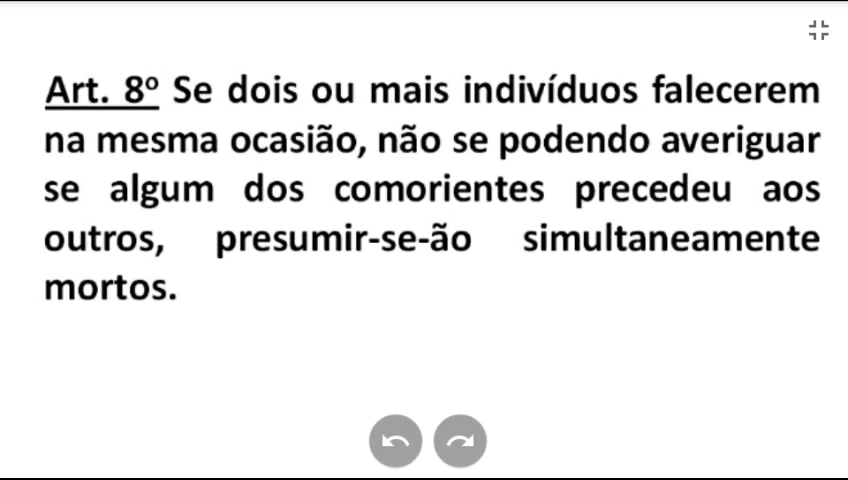 Art. 8º Se dois ou mais indivíduos falecerem
na mesma ocasião, não se podendo averiguar
se algum dos comorientes precedeu aos
outros, presumir-se-ão simultaneamente
mortos.